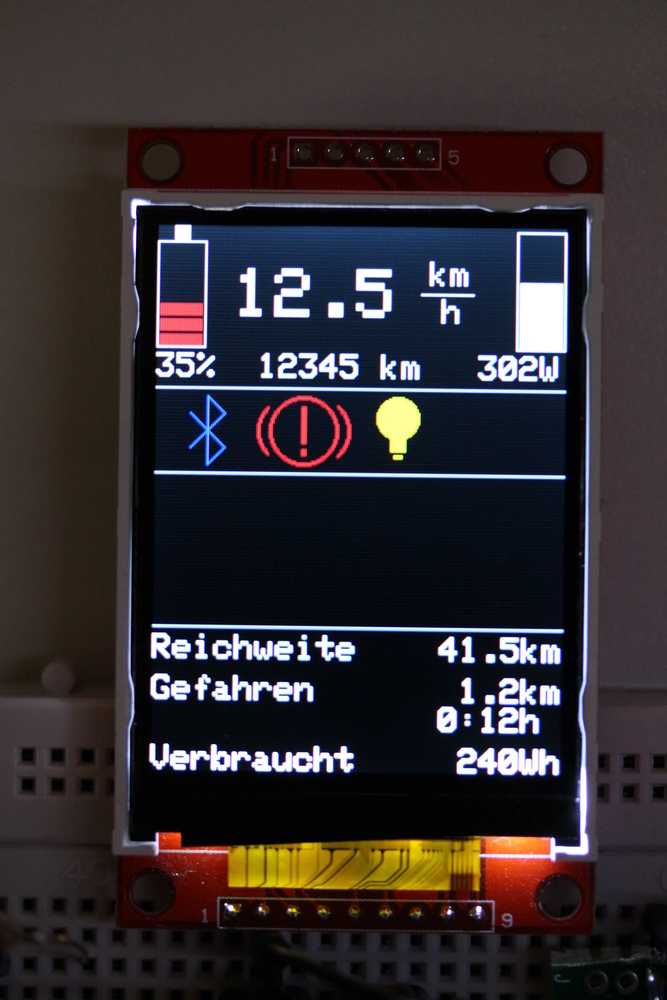 1 5
12.5 km/h
35% 12345 km 302W
Reichweite 41.5km
Gefahren 1.2km
0:12h
Verbraucht 240Wh
1 9